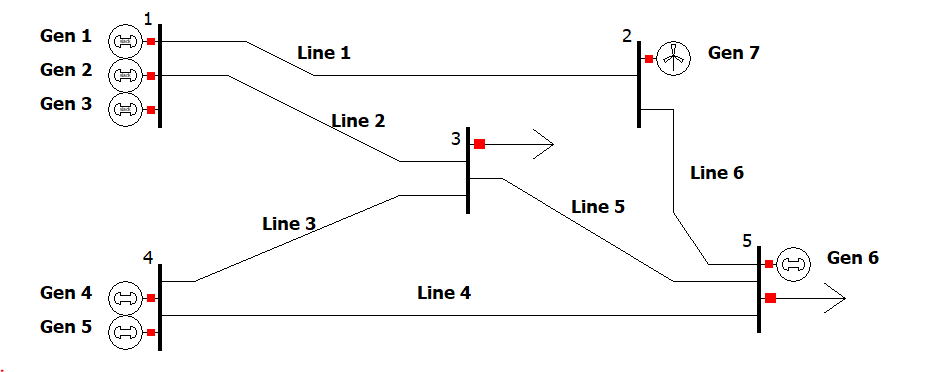 1
Gen 1
Line 1
2
Gen 7
Gen 2
Gen 3
Line 2
3
Line 6
Line 5
Line 3
5
4
Gen 6
Gen 4
Line 4
Gen 5